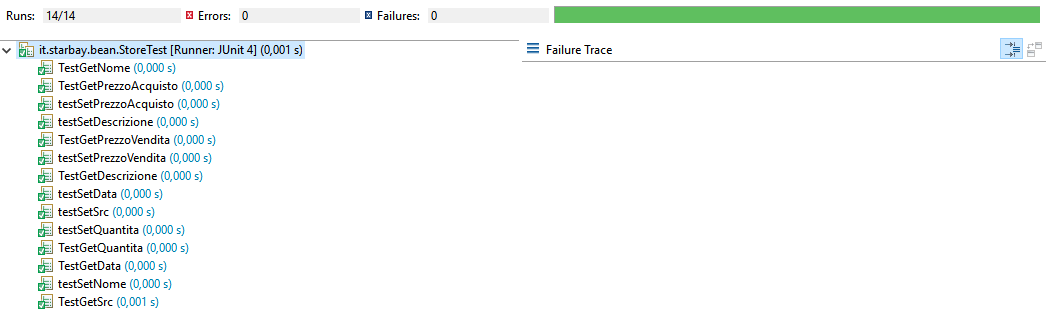 Runs: 14/14 Errors: 0 Failures: 0
it.starbay.bean.StoreTest [Runner: JUnit 4] (0,001 s)
Failure Trace
TestGetNome (0,000 s)
TestGetPrezzoAcquisto (0,000 s)
testSetPrezzoAcquisto (0,000 s)
testSetDescrizione (0,000 s)
TestGetPrezzoVendita (0,000 s)
testSetPrezzoVendita (0,000 s)
TestGetDescrizione (0,000 s)
testSetData (0,000 s)
testSetSrc (0,000 s)
testSetQuantita (0,000 s)
TestGetQuantita (0,000 s)
TestGetData (0,000 s)
testSetNome (0,000 s)
TestGetSrc (0,001 s)